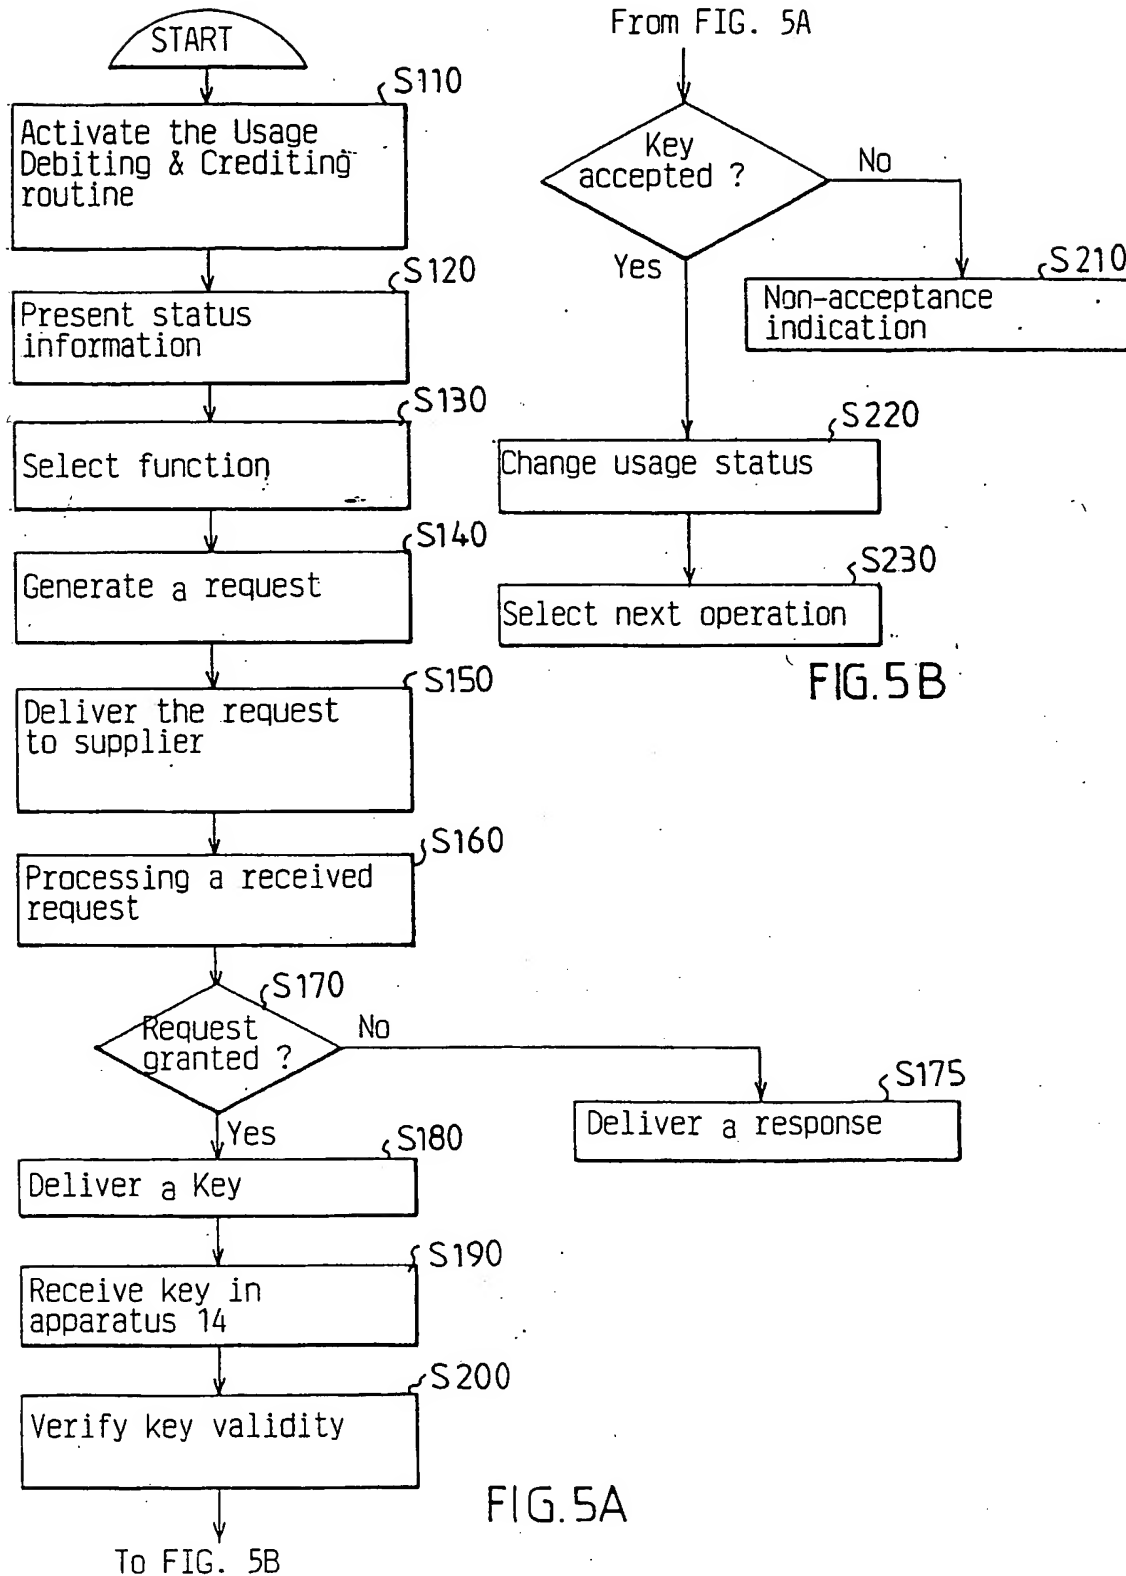 START
S110
Activate the Usage
Debiting & Crediting
routine
S120
Present status
information
S130
Select function
S140
Generate a request
S150
Deliver the request
to supplier
S160
Processing a received
request
S170
Request
granted ?
No
S175
Deliver a response
Yes
S180
Deliver a Key
S190
Receive key in
apparatus 14
S200
Verify key validity
To FIG. 5B
FIG.5A
From FIG. 5A
Key
accepted ?
No
Yes
S210
Non-acceptance
indication
S220
Change usage status
S230
Select next operation
FIG.5B